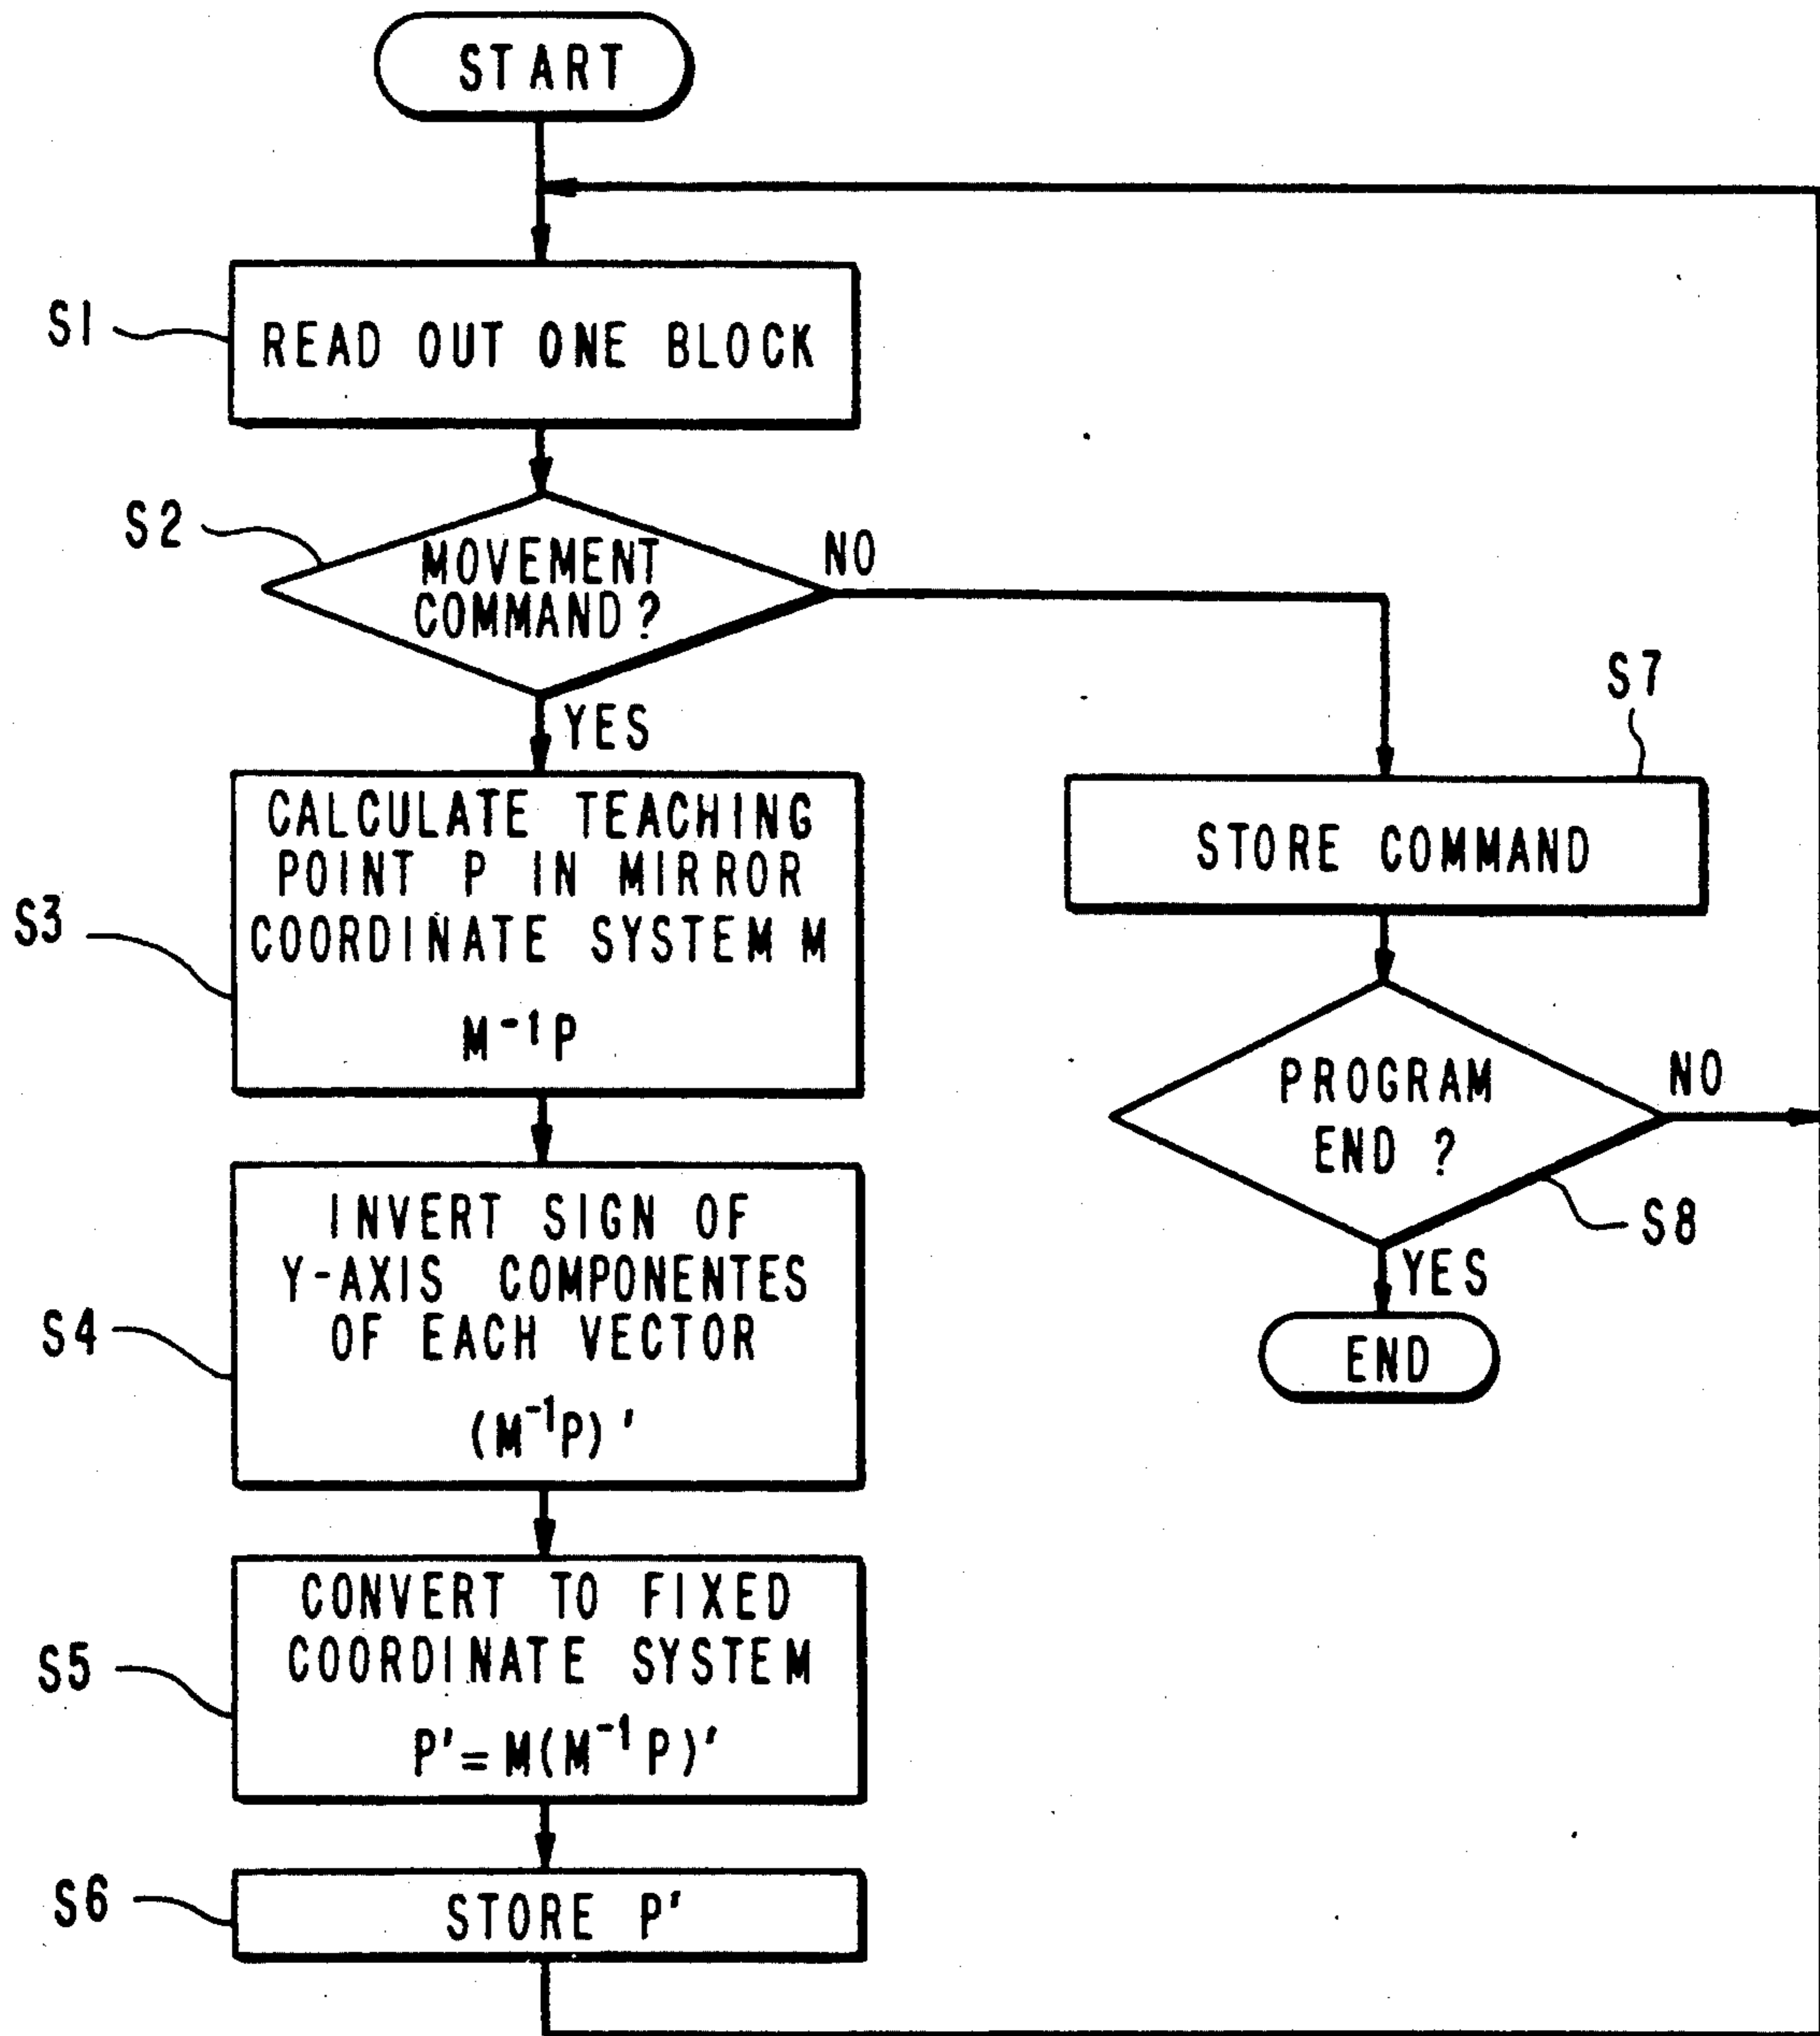 START
S1
READ OUT ONE BLOCK
S2
MOVEMENT
COMMAND?
NO
YES
S3
CALCULATE TEACHING
POINT P IN MIRROR
COORDINATE SYSTEM M
M⁻¹P
S4
INVERT SIGN OF
Y-AXIS COMPONENTES
OF EACH VECTOR
(M⁻¹P)'
S5
CONVERT TO FIXED
COORDINATE SYSTEM
P'=M(M⁻¹P)'
S6
STORE P'
S7
STORE COMMAND
PROGRAM
END ?
NO
S8
YES
END